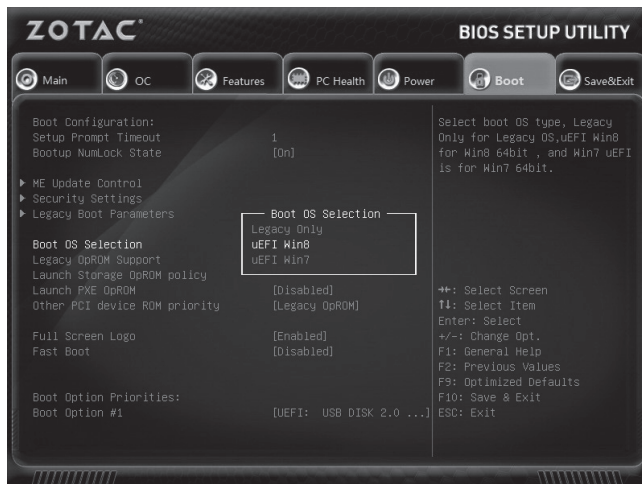 ZOTAC
BIOS SETUP UTILITY
Main
OC
Features
PC Health
Power
Boot
Save&Exit
Boot Configuration:
Setup Prompt Timeout 1
Bootup NumLock State [On]
ME Update Control
Security Settings
Legacy Boot Parameters
Boot OS Selection
Legacy OpROM Support
Launch Storage OpROM policy
Launch PXE OpROM [Disabled]
Other PCI device ROM priority [Legacy OpROM]
Full Screen Logo [Enabled]
Fast Boot [Disabled]
Boot Option Priorities:
Boot Option #1 [UEFI: USB DISK 2.0 ...]
Boot OS Selection
Legacy Only
uEFI Win8
uEFI Win7
Select boot OS type, Legacy
Only for Legacy OS,uEFI Win8
for Win8 64bit , and Win7 uEFI
is for Win7 64bit.
→←: Select Screen
↑↓: Select Item
Enter: Select
+/-: Change Opt.
F1: General Help
F2: Previous Values
F9: Optimized Defaults
F10: Save & Exit
ESC: Exit